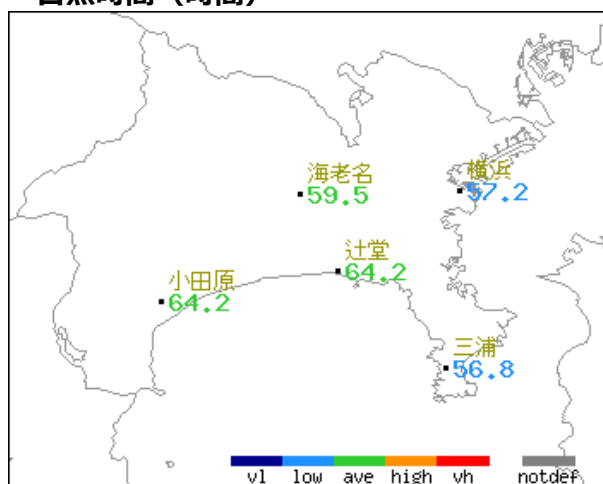 日照時間（時間）
海老名
59.5
横浜
57.2
辻堂
64.2
小田原
64.2
三浦
56.8
vl low ave high vh notdef